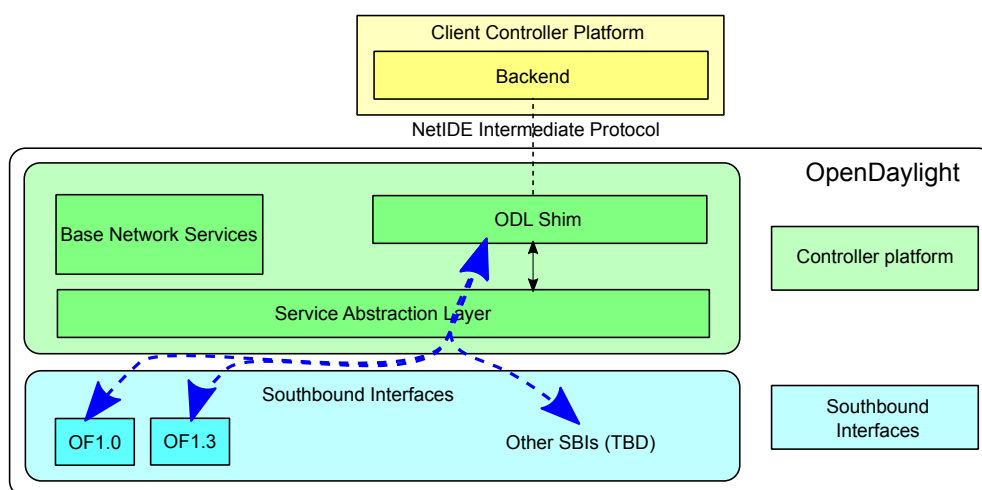 Client Controller Platform
Backend
NetIDE Intermediate Protocol
OpenDaylight
Base Network Services
ODL Shim
Controller platform
Service Abstraction Layer
Southbound Interfaces
OF1.0
OF1.3
Other SBIs (TBD)
Southbound
Interfaces